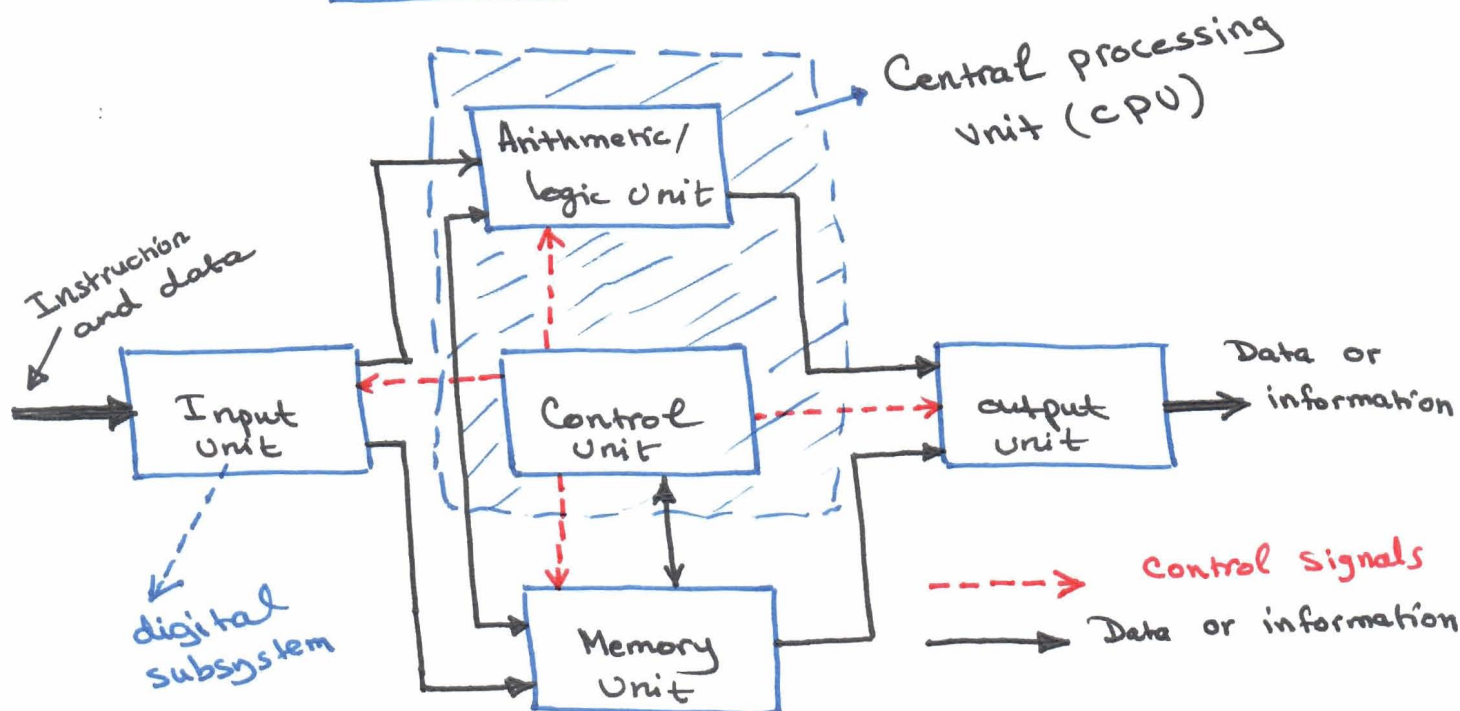 Central processing
unit (CPU)
Arithmetic/
logic unit
Instruction
and data
Input
unit
Control
unit
output
unit
Data or
information
digital
subsystem
Memory
Unit
Control signals
Data or information